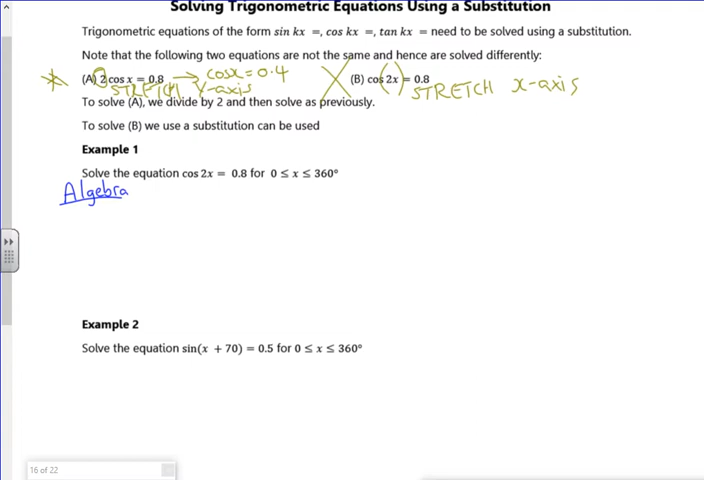 Solving Trigonometric Equations Using a Substitution
Trigonometric equations of the form sin kx =, cos kx =, tan kx = need to be solved using a substitution.
Note that the following two equations are not the same and hence are solved differently:
(A) 2 cos x = 0.8 → cosx = 0.4 (B) cos (2x) = 0.8
STRETCH Y-axis STRETCH x-axis
To solve (A), we divide by 2 and then solve as previously.
To solve (B) we use a substitution can be used
Example 1
Solve the equation cos 2x = 0.8 for 0 ≤ x ≤ 360°
Algebra
Example 2
Solve the equation sin(x + 70) = 0.5 for 0 ≤ x ≤ 360°
16 of 22